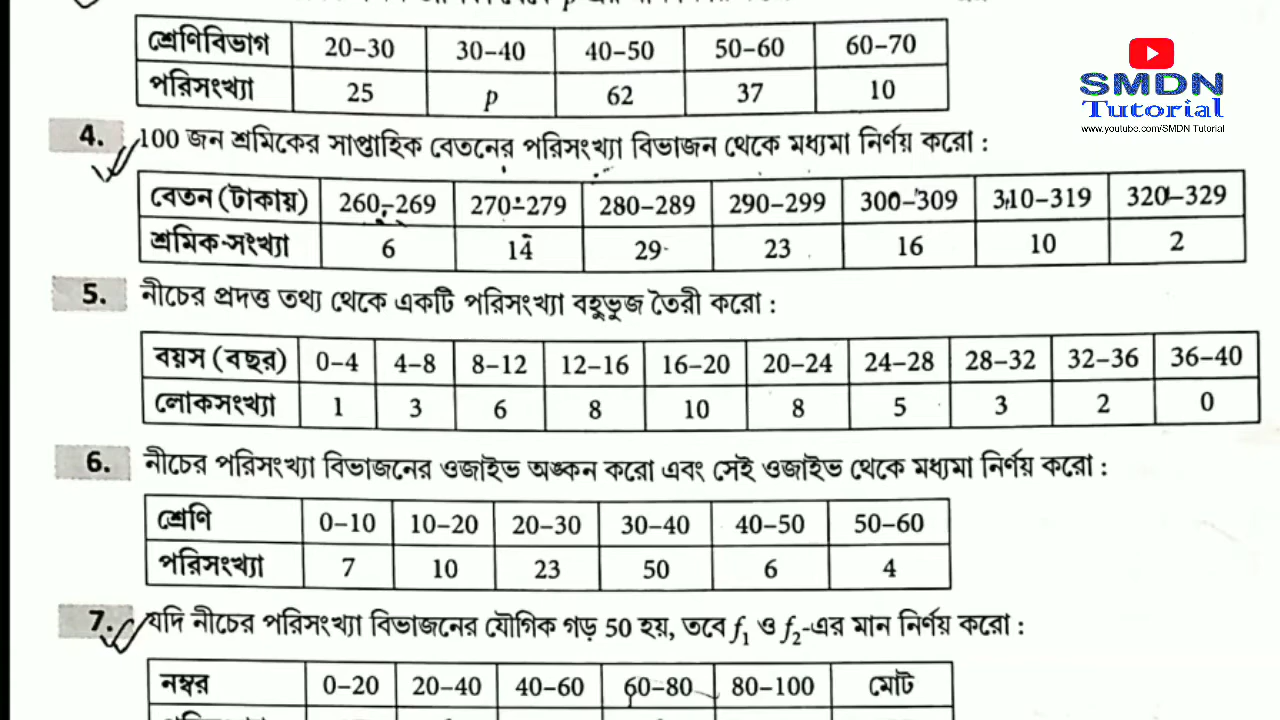 শ্রেণিবিভাগ 20–30 30–40 40–50 50–60 60–70
পরিসংখ্যা 25 p 62 37 10
SMDN
Tutorial
www.youtube.com/SMDN Tutorial
4. 100 জন শ্রমিকের সাপ্তাহিক বেতনের পরিসংখ্যা বিভাজন থেকে মধ্যমা নির্ণয় করো :
বেতন (টাকায়) 260–269 270–279 280–289 290–299 300–309 310–319 320–329
শ্রমিক-সংখ্যা 6 14 29 23 16 10 2
5. নীচের প্রদত্ত তথ্য থেকে একটি পরিসংখ্যা বহুভুজ তৈরী করো :
বয়স (বছর) 0–4 4–8 8–12 12–16 16–20 20–24 24–28 28–32 32–36 36–40
লোকসংখ্যা 1 3 6 8 10 8 5 3 2 0
6. নীচের পরিসংখ্যা বিভাজনের ওজাইভ অঙ্কন করো এবং সেই ওজাইভ থেকে মধ্যমা নির্ণয় করো :
শ্রেণি 0–10 10–20 20–30 30–40 40–50 50–60
পরিসংখ্যা 7 10 23 50 6 4
7. যদি নীচের পরিসংখ্যা বিভাজনের যৌগিক গড় 50 হয়, তবে f₁ ও f₂-এর মান নির্ণয় করো :
নম্বর 0–20 20–40 40–60 60–80 80–100 মোট